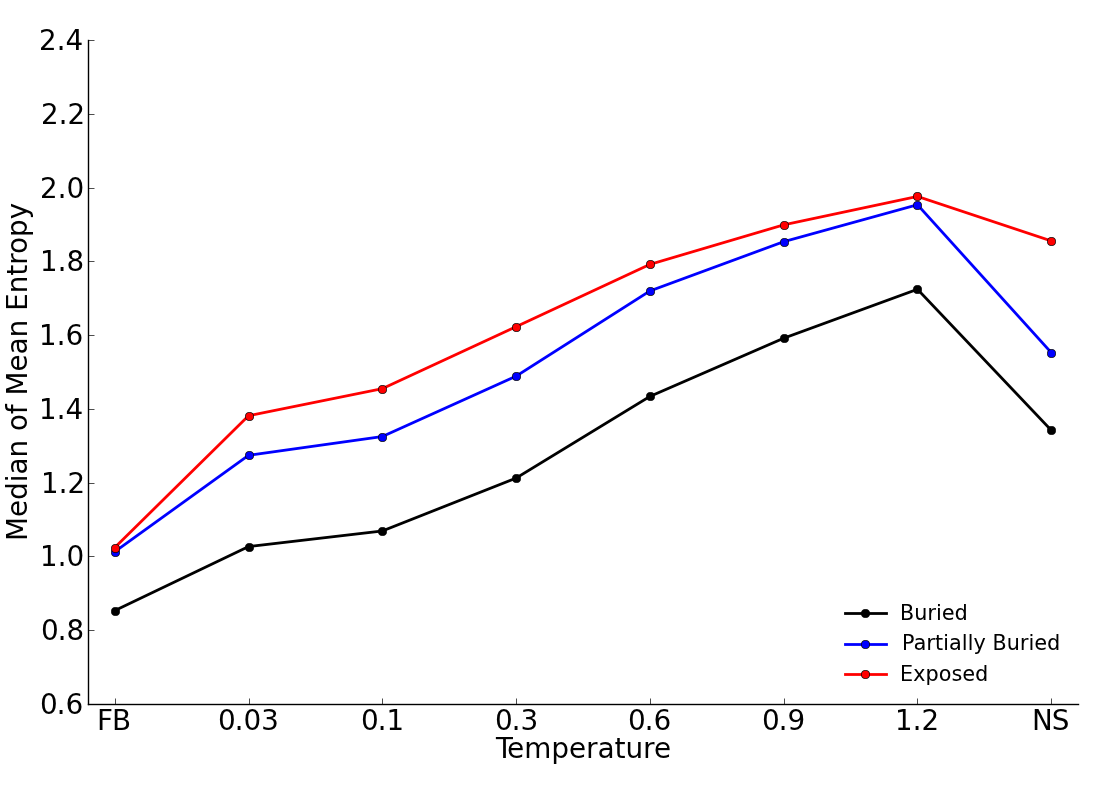 2.4
2.2
2.0
1.8
1.6
1.4
1.2
1.0
0.8
0.6
Median of Mean Entropy
Buried
Partially Buried
Exposed
FB 0.03 0.1 0.3 0.6 0.9 1.2 NS
Temperature